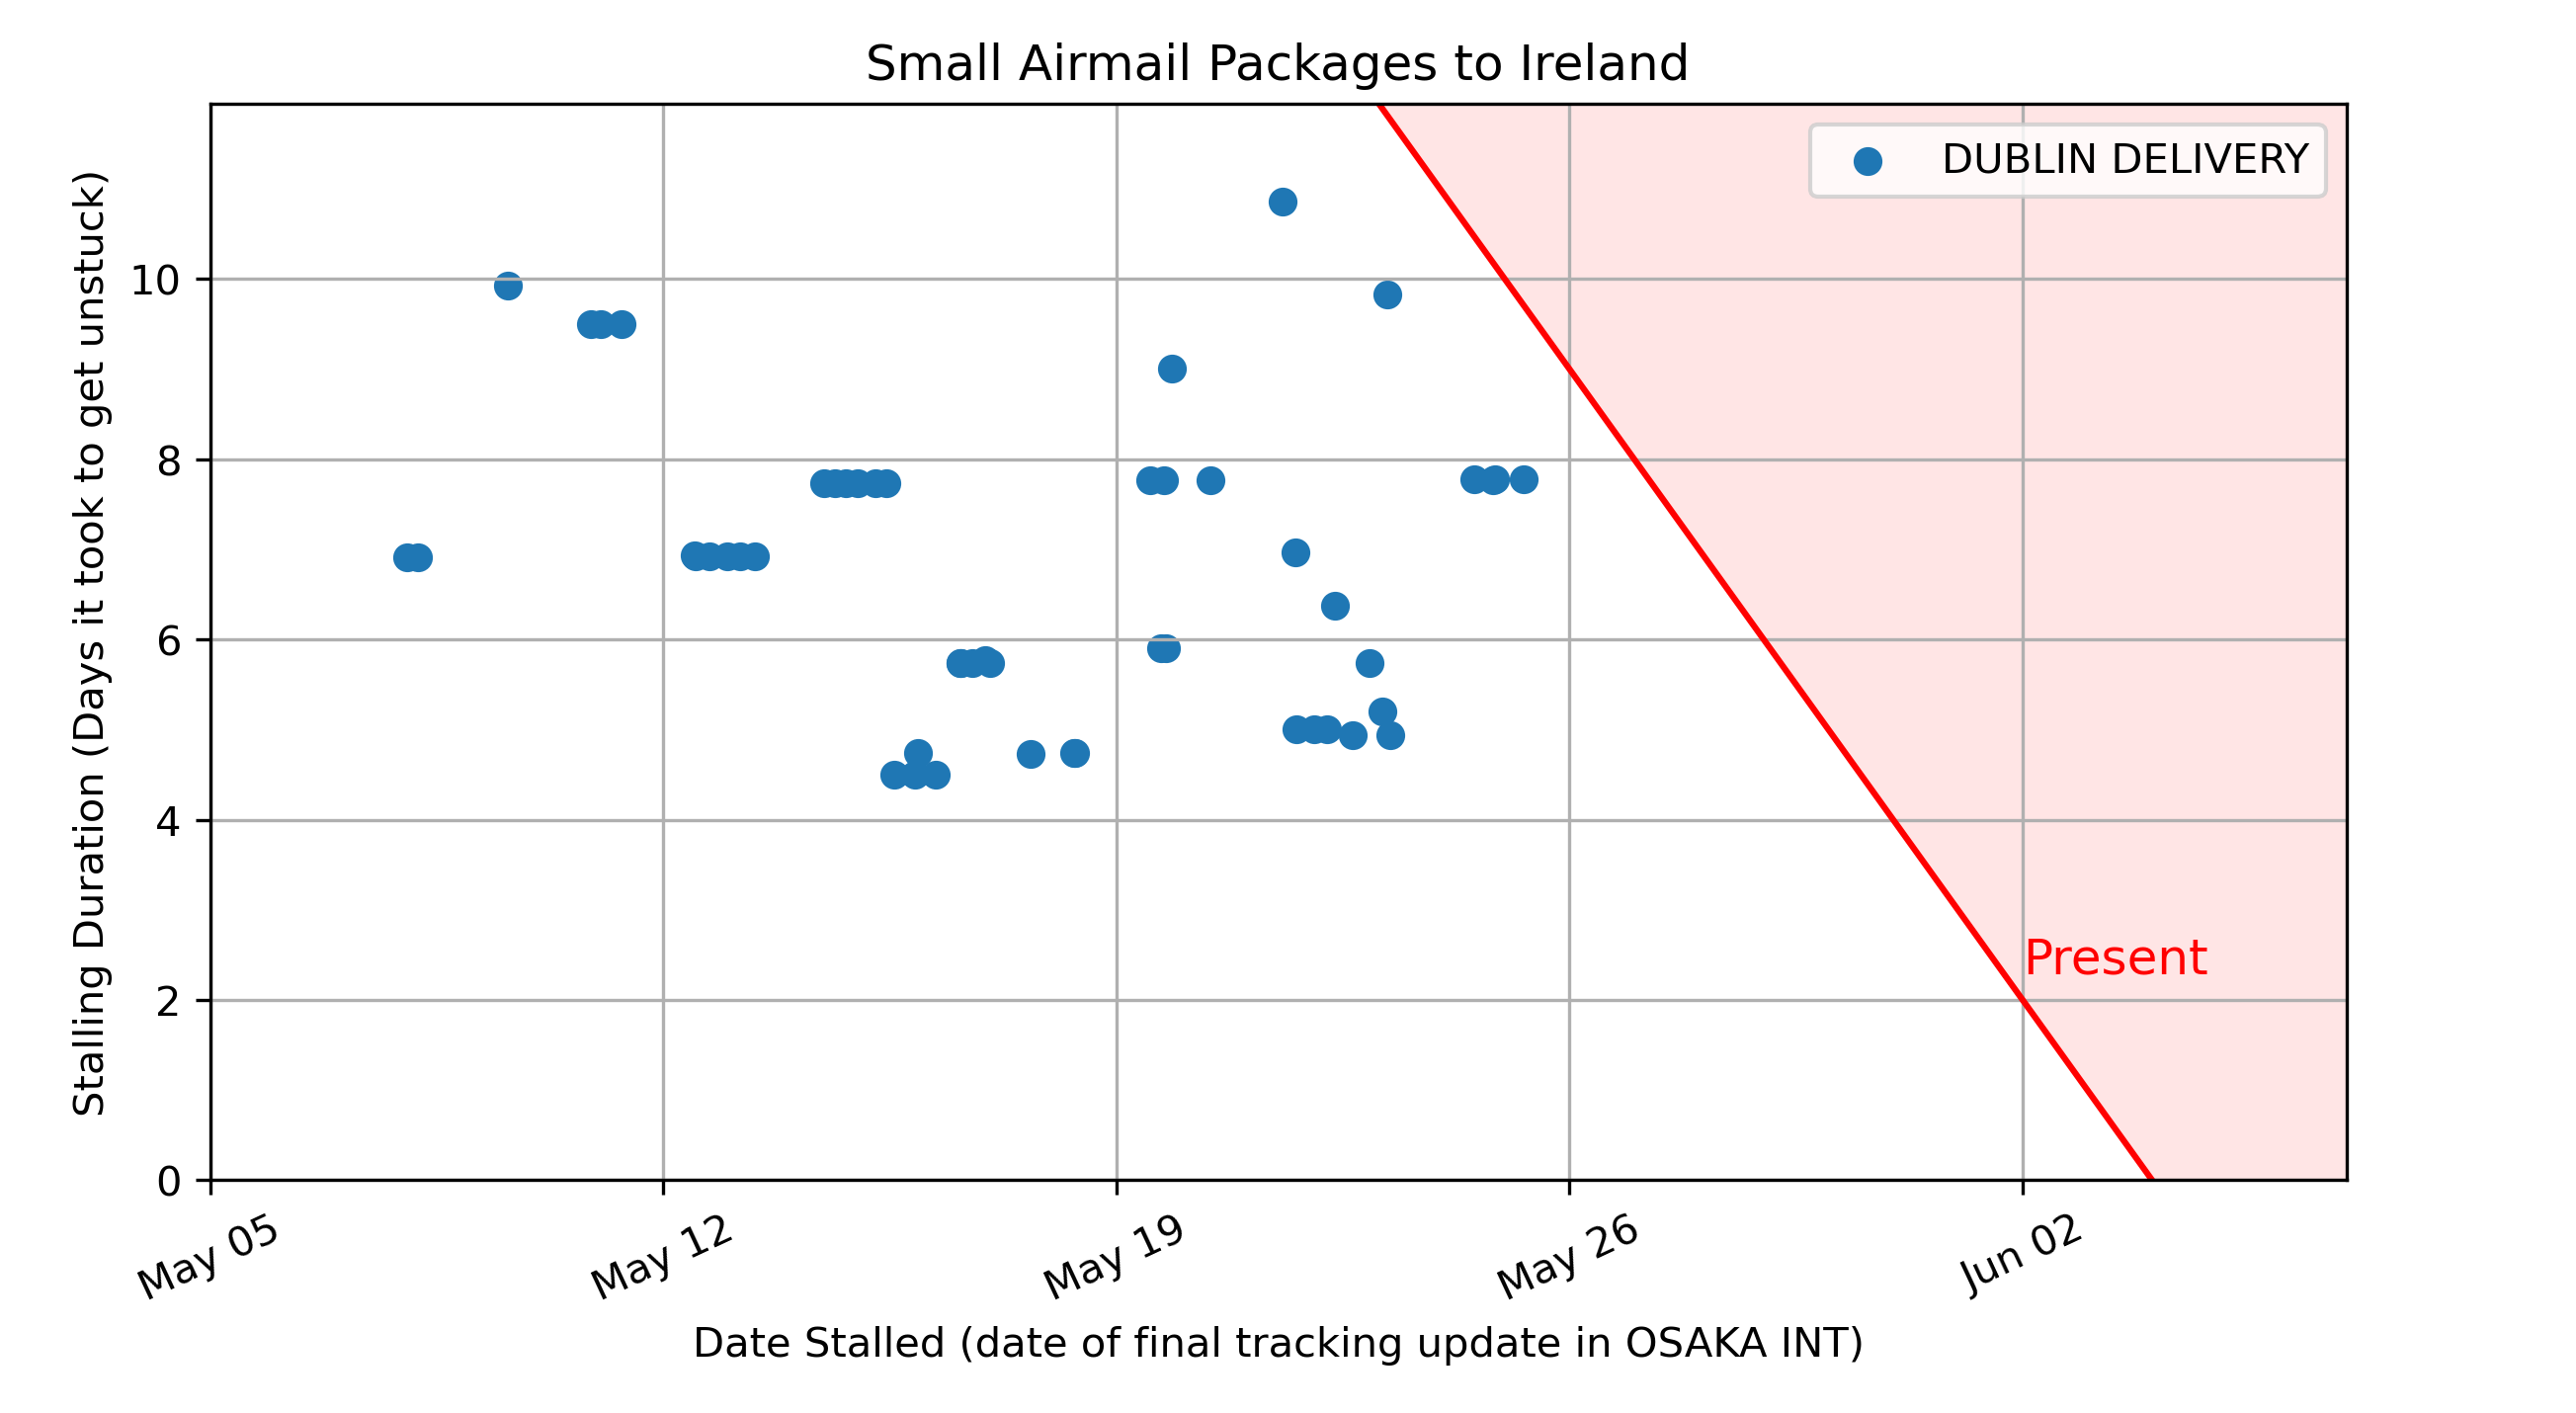 Small Airmail Packages to Ireland
DUBLIN DELIVERY
Stalling Duration (Days it took to get unstuck)
10
8
6
4
2
0
Present
May 05
May 12
May 19
May 26
Jun 02
Date Stalled (date of final tracking update in OSAKA INT)